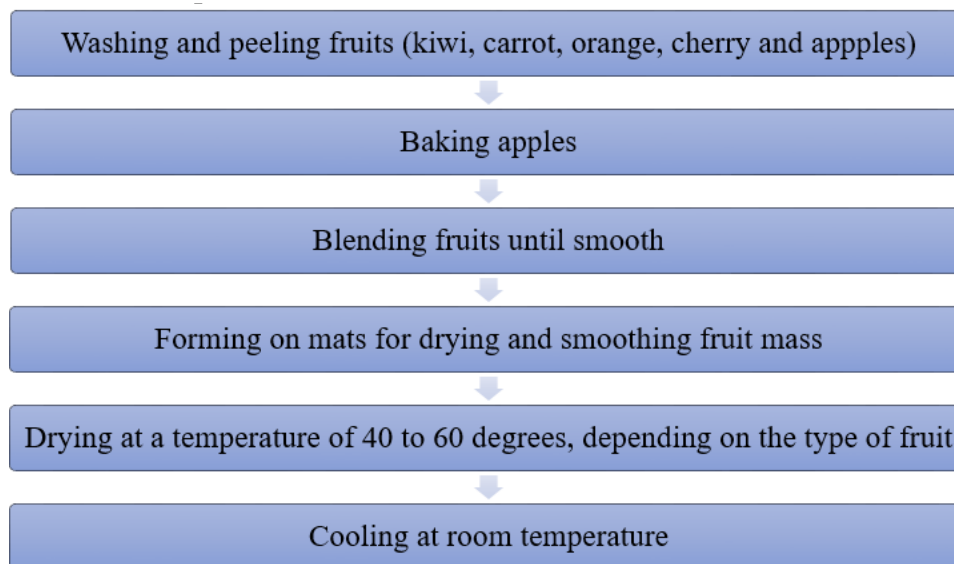 Washing and peeling fruits (kiwi, carrot, orange, cherry and appples)
Baking apples
Blending fruits until smooth
Forming on mats for drying and smoothing fruit mass
Drying at a temperature of 40 to 60 degrees, depending on the type of fruit
Cooling at room temperature